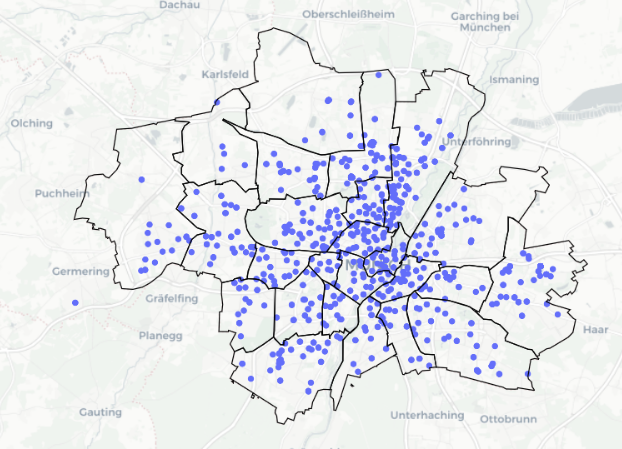 Dachau
Oberschleißheim
Garching bei
München
Karlsfeld
Ismaning
Olching
Unterföhring
Puchheim
Germering
Gräfelfing
Haar
Planegg
Gauting
Unterhaching
Ottobrunn